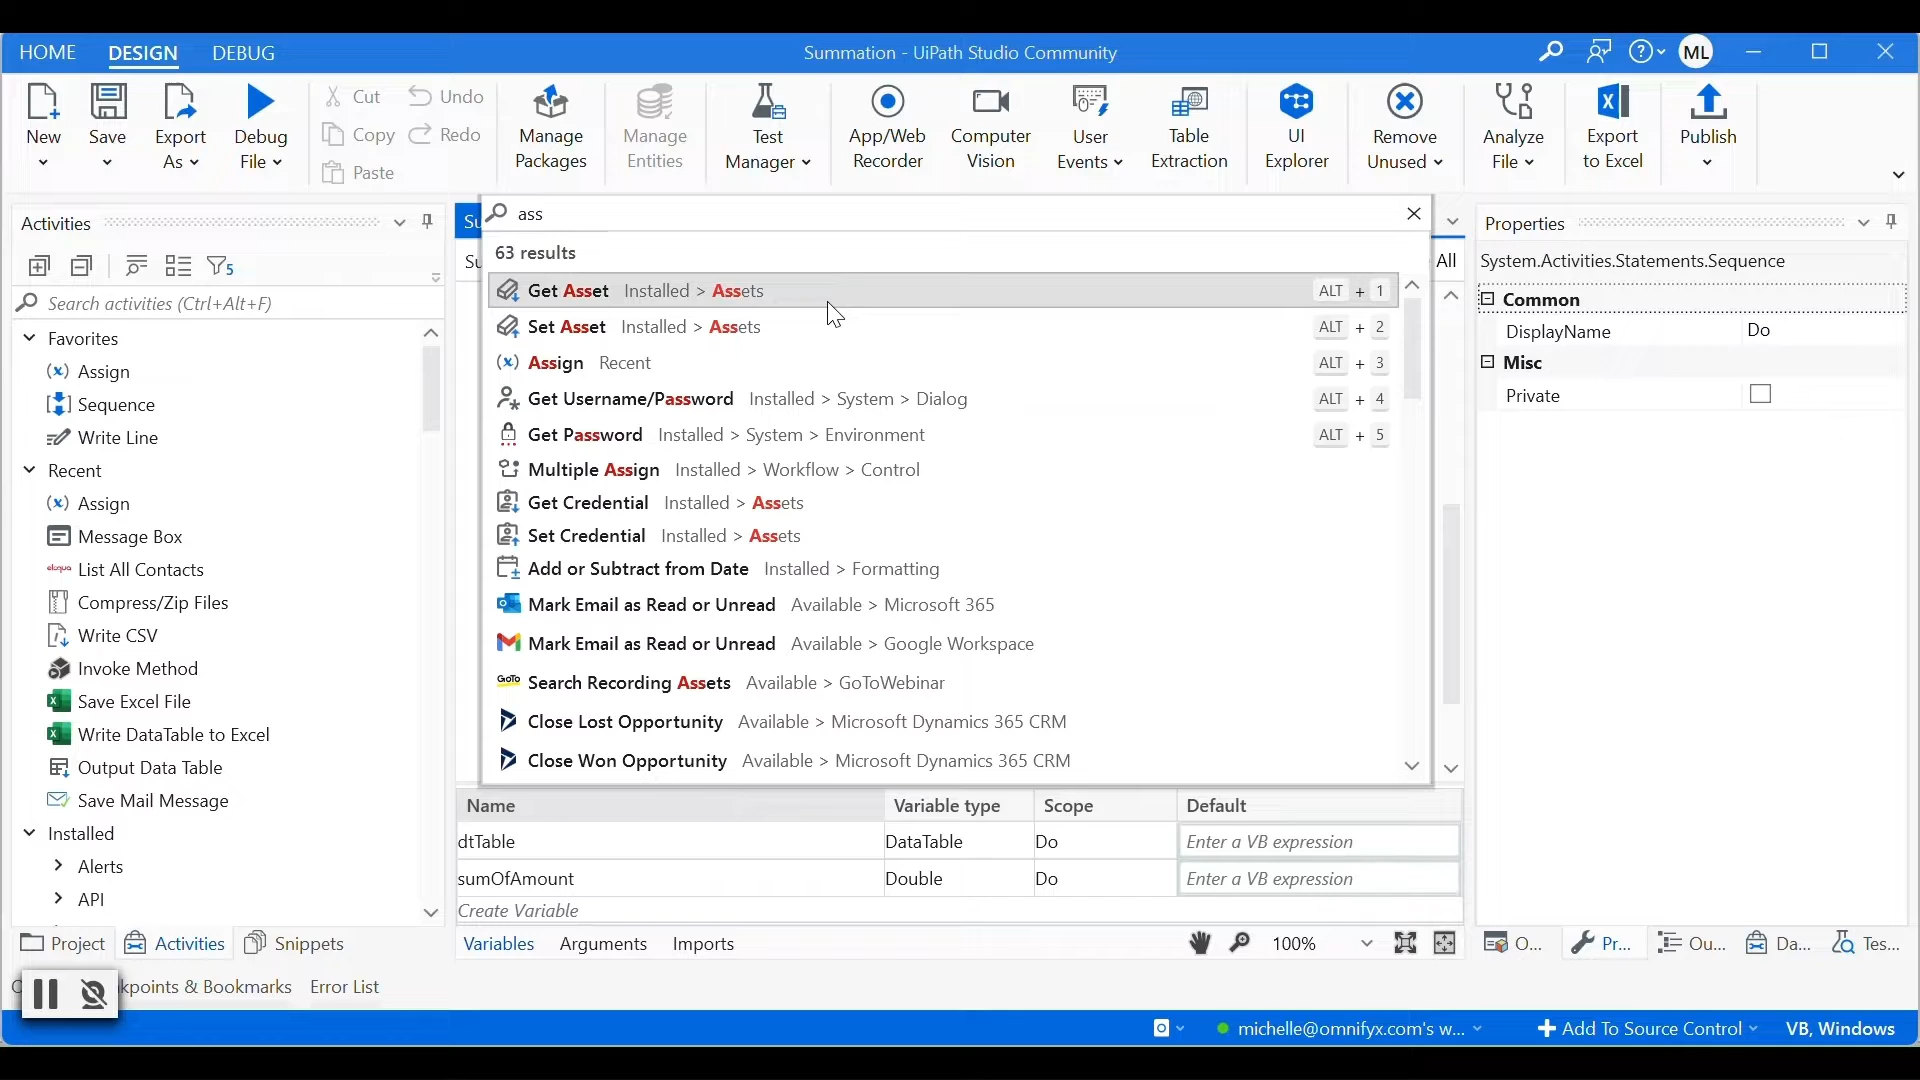 HOME DESIGN DEBUG Summation - UiPath Studio Community ML
New Save Export As Debug File Cut Undo Copy Redo Paste Manage Packages Manage Entities Test Manager App/Web Recorder Computer Vision User Events Table Extraction UI Explorer Remove Unused Analyze File Export to Excel Publish
Activities
5
Search activities (Ctrl+Alt+F)
Favorites
Assign
Sequence
Write Line
Recent
Assign
Message Box
eloqua List All Contacts
Compress/Zip Files
Write CSV
Invoke Method
Save Excel File
Write DataTable to Excel
Output Data Table
Save Mail Message
Installed
Alerts
API
Project Activities Snippets
ass
63 results
Get Asset Installed > Assets ALT + 1
Set Asset Installed > Assets ALT + 2
Assign Recent ALT + 3
Get Username/Password Installed > System > Dialog ALT + 4
Get Password Installed > System > Environment ALT + 5
Multiple Assign Installed > Workflow > Control
Get Credential Installed > Assets
Set Credential Installed > Assets
Add or Subtract from Date Installed > Formatting
Mark Email as Read or Unread Available > Microsoft 365
Mark Email as Read or Unread Available > Google Workspace
GoTo Search Recording Assets Available > GoToWebinar
Close Lost Opportunity Available > Microsoft Dynamics 365 CRM
Close Won Opportunity Available > Microsoft Dynamics 365 CRM
All
Name Variable type Scope Default
dtTable DataTable Do Enter a VB expression
sumOfAmount Double Do Enter a VB expression
Create Variable
Variables Arguments Imports 100%
Properties
System.Activities.Statements.Sequence
Common
DisplayName Do
Misc
Private
O... Pr... Ou... Da... Tes...
kpoints & Bookmarks Error List
michelle@omnifyx.com's w... Add To Source Control VB, Windows